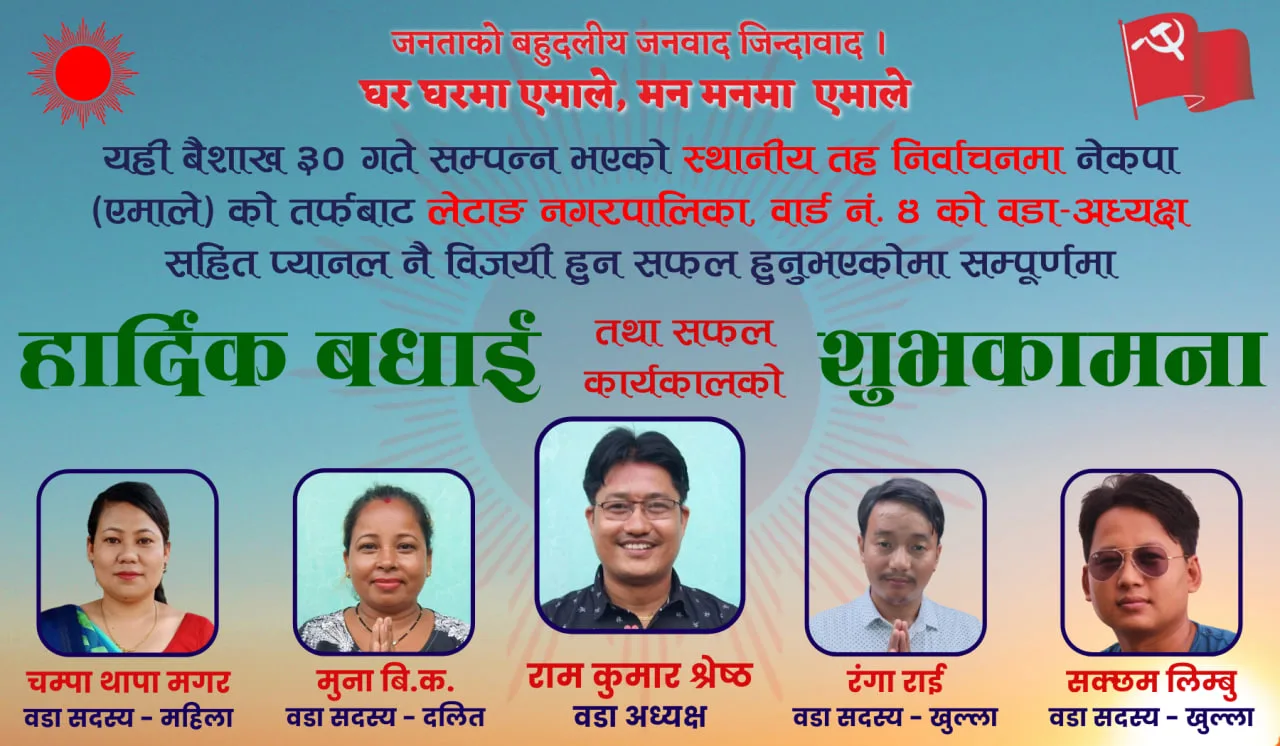 जनताको बहुदलीय जनवाद जिन्दावाद ।
घर घरमा एमाले, मन मनमा एमाले
यही बैशाख ३० गते सम्पन्न भएको स्थानीय तह निर्वाचनमा नेकपा
(एमाले) को तर्फबाट लेटाङ नगरपालिका, वार्ड नं. ४ को वडा-अध्यक्ष
सहित प्यानल नै विजयी हुन सफल हुनुभएकोमा सम्पूर्णमा
हार्दिक बधाई
तथा सफल
कार्यकालको
शुभकामना
चम्पा थापा मगर
वडा सदस्य - महिला
मुना बि.क.
वडा सदस्य - दलित
राम कुमार श्रेष्ठ
वडा अध्यक्ष
रंगा राई
वडा सदस्य - खुल्ला
सक्छम लिम्बु
वडा सदस्य - खुल्ला